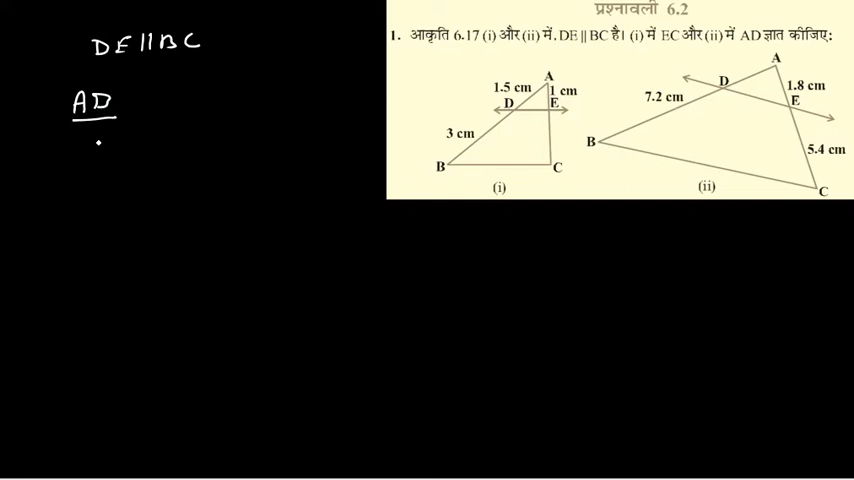 DE || BC
AD
प्रश्नावली 6.2
1. आकृति 6.17 (i) और (ii) में, DE || BC है। (i) में EC और (ii) में AD ज्ञात कीजिए:
A
1.5 cm
1 cm
D
E
3 cm
B
C
(i)
A
D
1.8 cm
7.2 cm
E
B
5.4 cm
C
(ii)